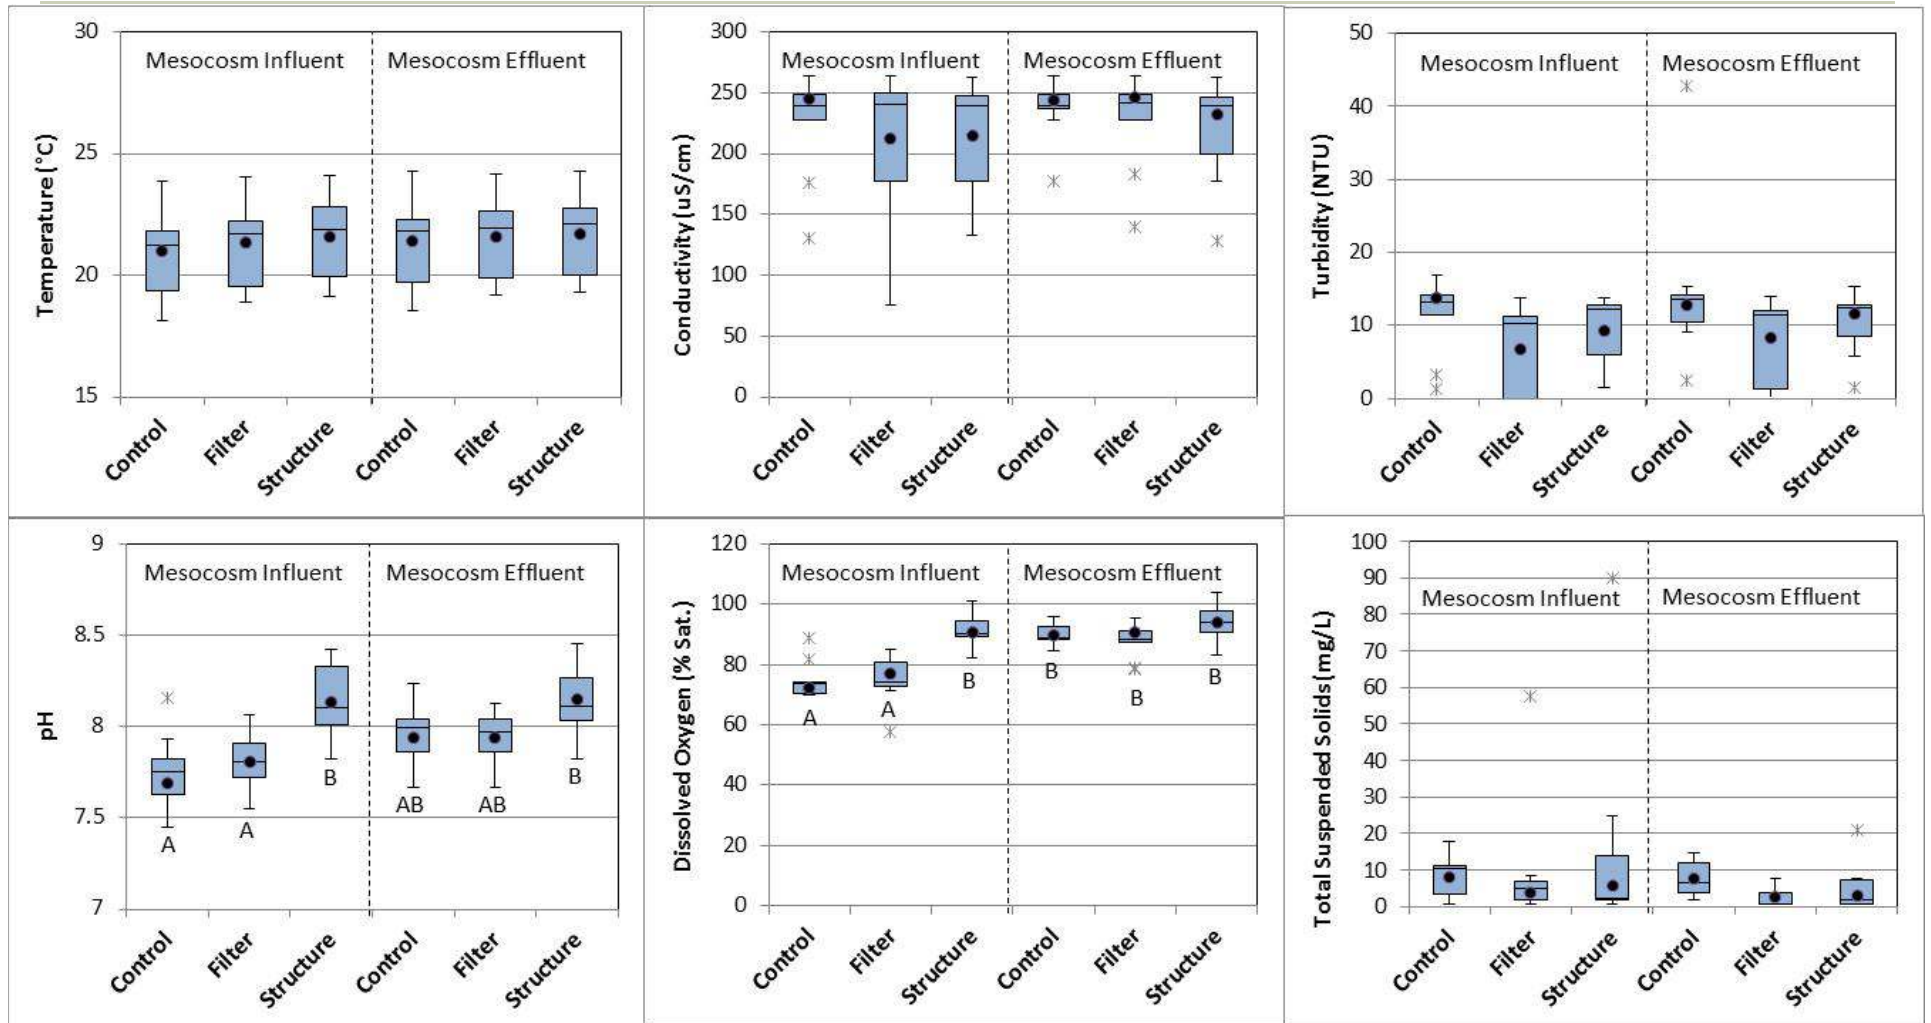 30
25
20
15
Temperature (°C)
Mesocosm Influent
Mesocosm Effluent
Control
Filter
Structure
Control
Filter
Structure
300
250
200
150
100
50
0
Conductivity (uS/cm)
Mesocosm Influent
Mesocosm Effluent
Control
Filter
Structure
Control
Filter
Structure
50
40
30
20
10
0
Turbidity (NTU)
Mesocosm Influent
Mesocosm Effluent
Control
Filter
Structure
Control
Filter
Structure
9
8.5
8
7.5
7
pH
Mesocosm Influent
Mesocosm Effluent
A
A
B
AB
AB
B
Control
Filter
Structure
Control
Filter
Structure
120
100
80
60
40
20
0
Dissolved Oxygen (% Sat.)
Mesocosm Influent
Mesocosm Effluent
A
A
B
B
B
B
Control
Filter
Structure
Control
Filter
Structure
100
90
80
70
60
50
40
30
20
10
0
Total Suspended Solids (mg/L)
Mesocosm Influent
Mesocosm Effluent
Control
Filter
Structure
Control
Filter
Structure